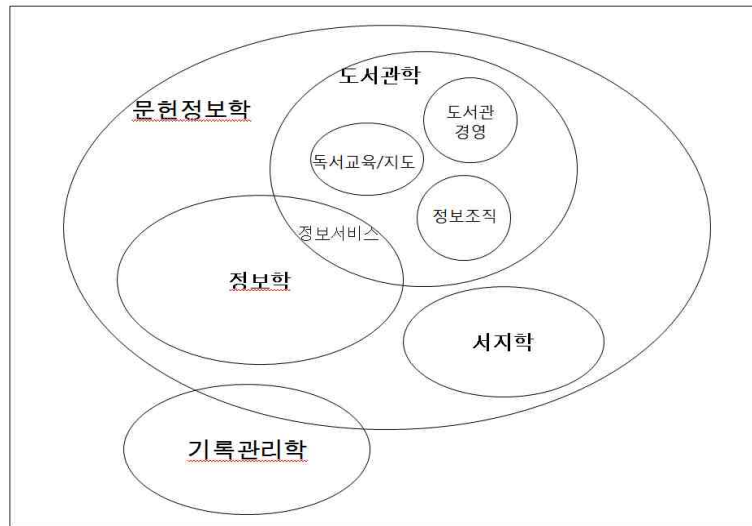 도서관학
문헌정보학
도서관
경영
독서교육/지도
정보조직
정보서비스
정보학
서지학
기록관리학